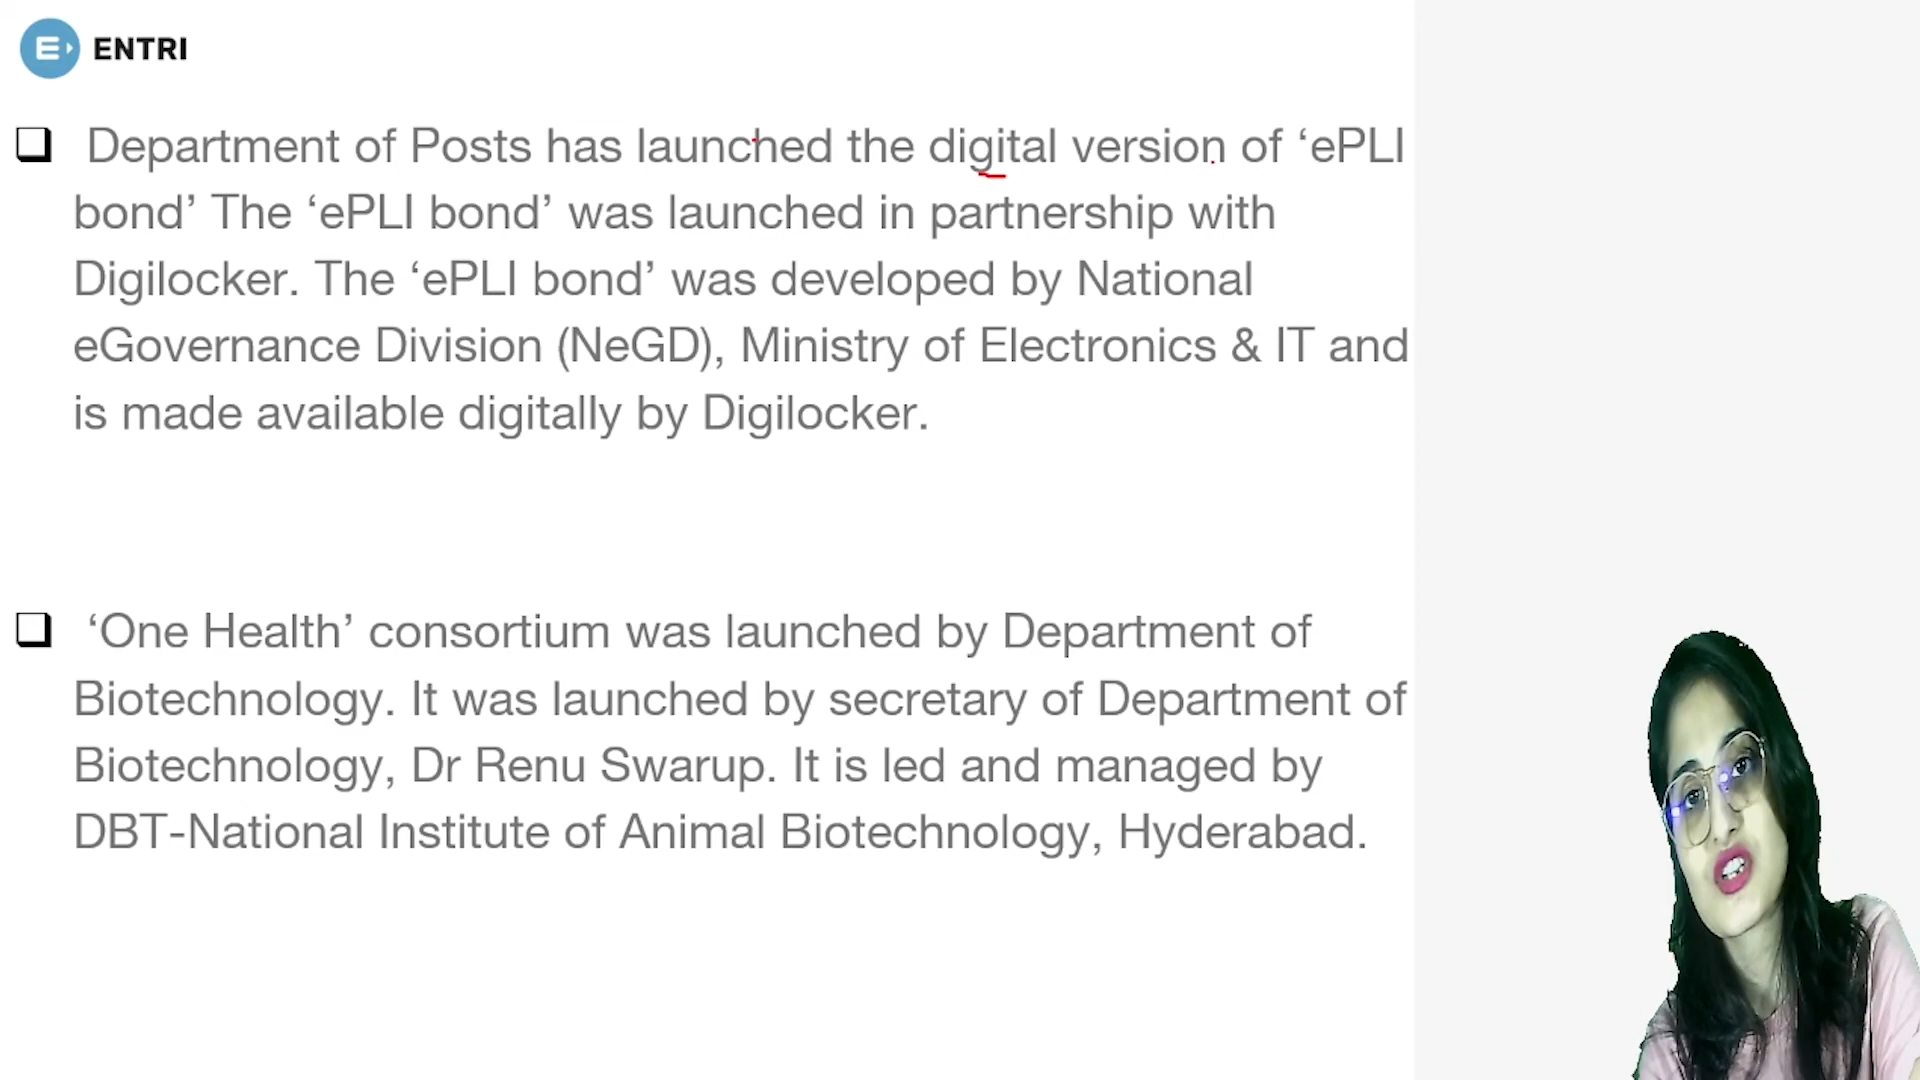 ENTRI
Department of Posts has launched the digital version of ‘ePLI
bond’ The ‘ePLI bond’ was launched in partnership with
Digilocker. The ‘ePLI bond’ was developed by National
eGovernance Division (NeGD), Ministry of Electronics & IT and
is made available digitally by Digilocker.
‘One Health’ consortium was launched by Department of
Biotechnology. It was launched by secretary of Department of
Biotechnology, Dr Renu Swarup. It is led and managed by
DBT-National Institute of Animal Biotechnology, Hyderabad.